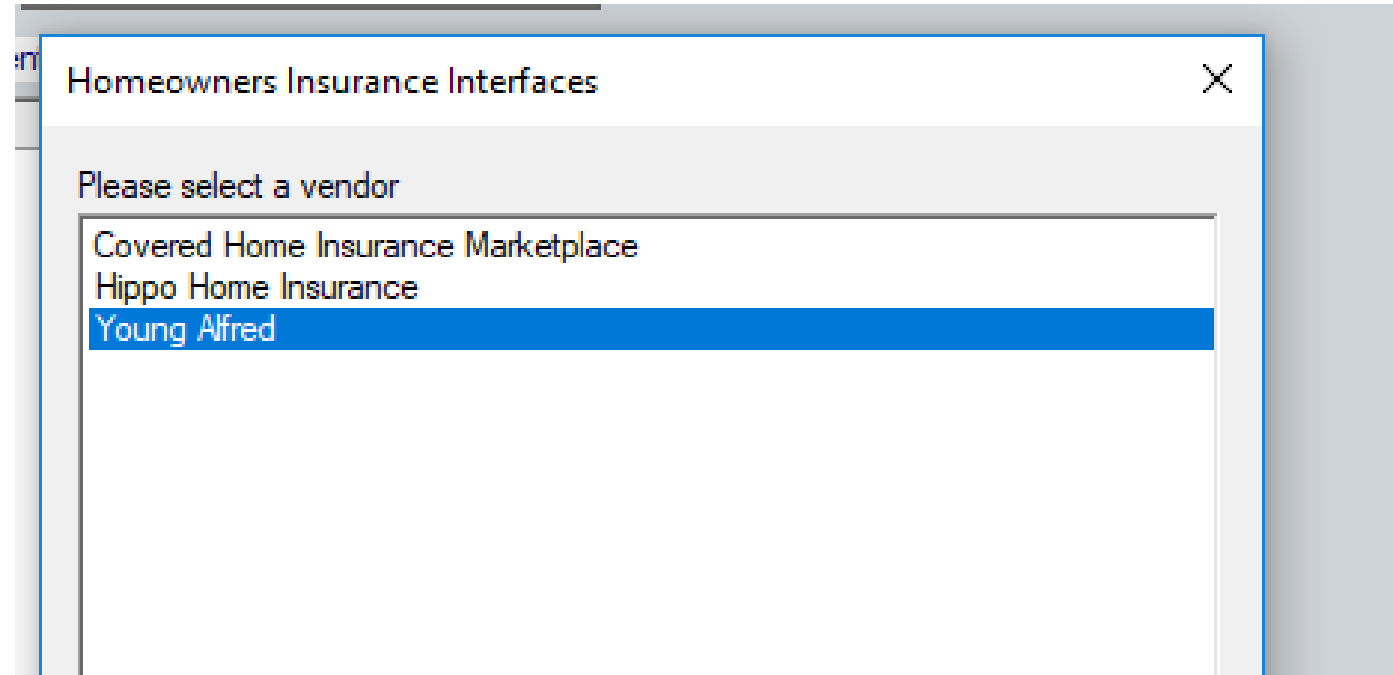 Homeowners Insurance Interfaces
Please select a vendor
Covered Home Insurance Marketplace
Hippo Home Insurance
Young Alfred